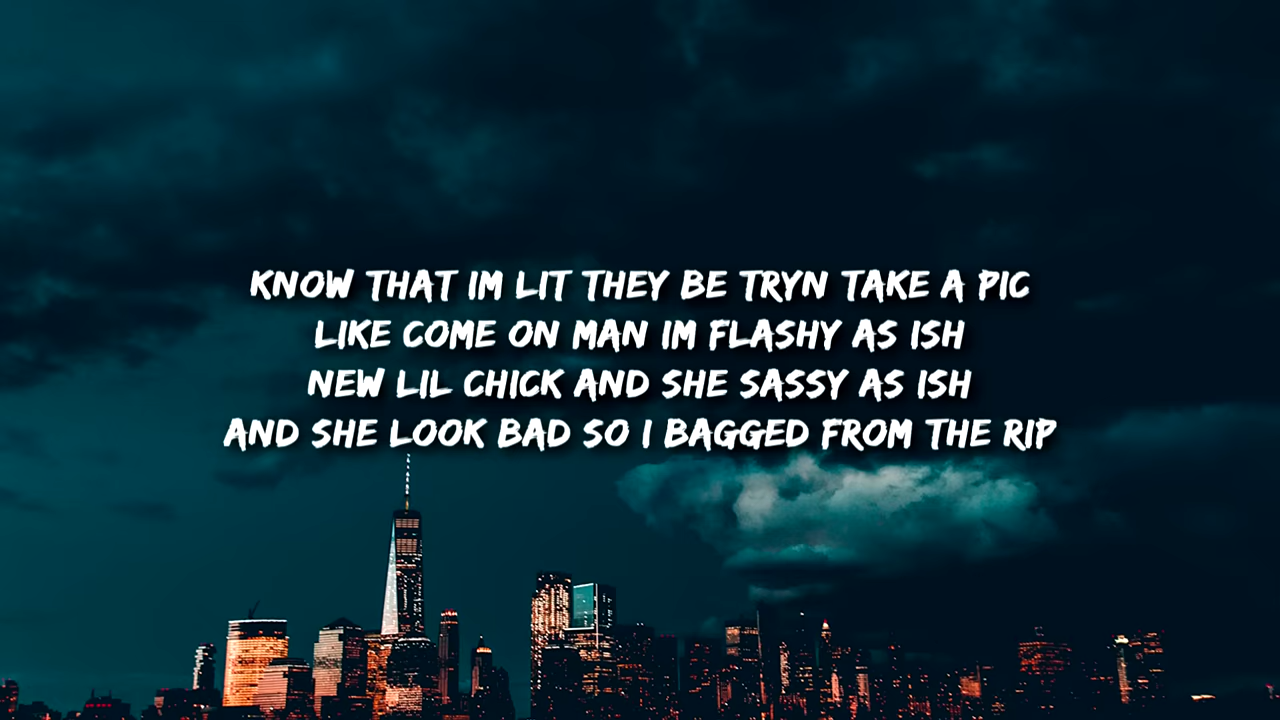 KNOW THAT IM LIT THEY BE TRYN TAKE A PIC
LIKE COME ON MAN IM FLASHY AS ISH
NEW LIL CHICK AND SHE SASSY AS ISH
AND SHE LOOK BAD SO I BAGGED FROM THE RIP